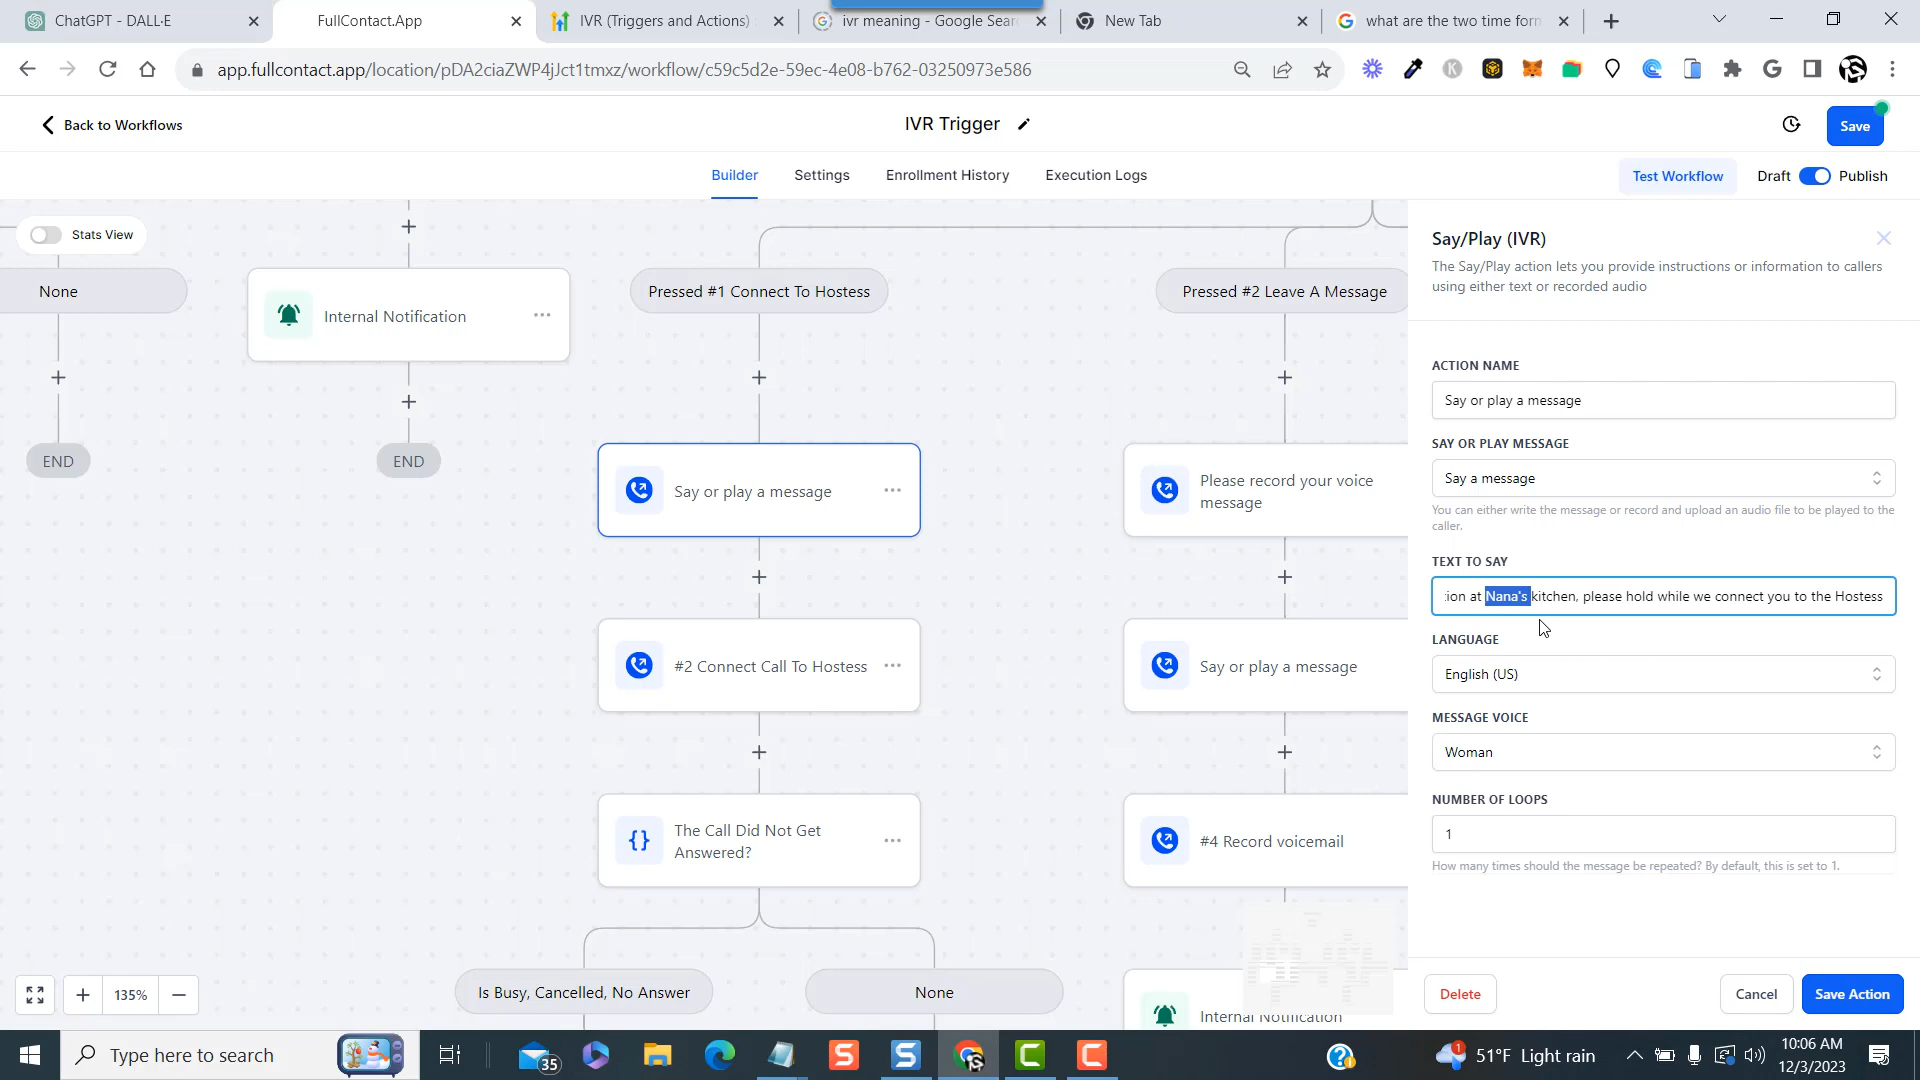 ChatGPT - DALL·E
FullContact.App
IVR (Triggers and Actions)
ivr meaning - Google Sear
New Tab
what are the two time form
app.fullcontact.app/location/pDA2ciaZWP4jJct1tmxz/workflow/c59c5d2e-59ec-4e08-b762-03250973e586
Back to Workflows
IVR Trigger
Save
Builder
Settings
Enrollment History
Execution Logs
Test Workflow
Draft
Publish
Stats View
None
Internal Notification
Pressed #1 Connect To Hostess
Pressed #2 Leave A Message
END
END
Say or play a message
Please record your voice
message
#2 Connect Call To Hostess
Say or play a message
The Call Did Not Get
Answered?
#4 Record voicemail
Is Busy, Cancelled, No Answer
None
Internal Notification
135%
Say/Play (IVR)
The Say/Play action lets you provide instructions or information to callers
using either text or recorded audio
ACTION NAME
Say or play a message
SAY OR PLAY MESSAGE
Say a message
You can either write the message or record and upload an audio file to be played to the
caller.
TEXT TO SAY
tion at Nana's kitchen, please hold while we connect you to the Hostess
LANGUAGE
English (US)
MESSAGE VOICE
Woman
NUMBER OF LOOPS
1
How many times should the message be repeated? By default, this is set to 1.
Delete
Cancel
Save Action
Type here to search
35
1
51°F Light rain
10:06 AM
12/3/2023